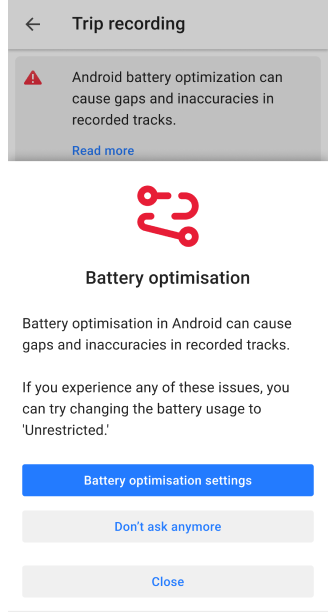 Trip recording
Android battery optimization can
cause gaps and inaccuracies in
recorded tracks.
Read more
Battery optimisation
Battery optimisation in Android can cause
gaps and inaccuracies in recorded tracks.
If you experience any of these issues, you
can try changing the battery usage to
'Unrestricted.'
Battery optimisation settings
Don't ask anymore
Close